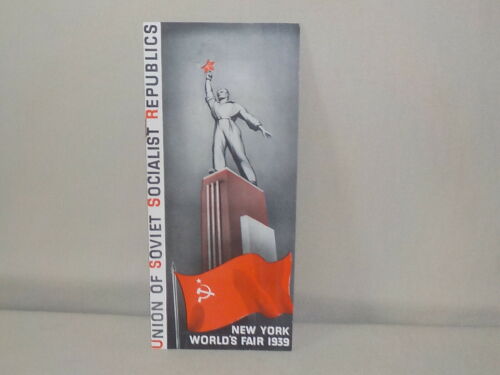 UNION OF SOVIET SOCIALIST REPUBLICS
NEW YORK
WORLD'S FAIR 1939